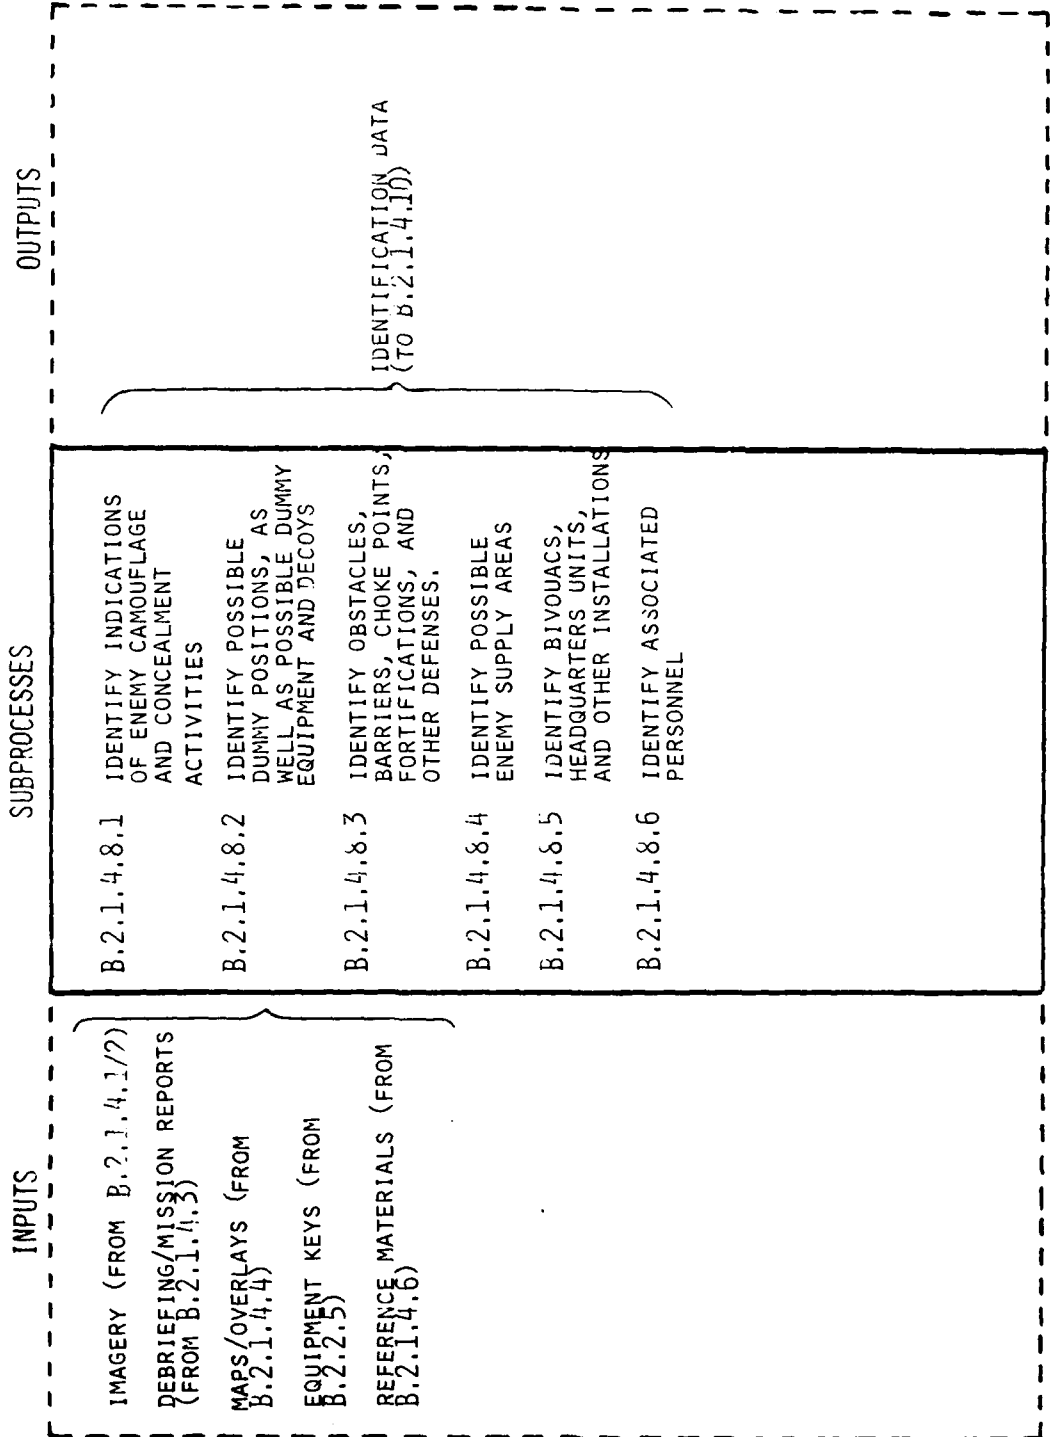 INPUTS
IMAGERY (FROM B.2.1.4.1/2)
DEBRIEFING/MISSION REPORTS
(FROM B.2.1.4.3)
MAPS/OVERLAYS (FROM
B.2.1.4.4)
EQUIPMENT KEYS (FROM
B.2.2.5)
REFERENCE MATERIALS (FROM
B.2.1.4.6)
SUBPROCESSES
B.2.1.4.8.1 IDENTIFY INDICATIONS
OF ENEMY CAMOUFLAGE
AND CONCEALMENT
ACTIVITIES
B.2.1.4.8.2 IDENTIFY POSSIBLE
DUMMY POSITIONS, AS
WELL AS POSSIBLE DUMMY
EQUIPMENT AND DECOYS
B.2.1.4.8.3 IDENTIFY OBSTACLES,
BARRIERS, CHOKE POINTS,
FORTIFICATIONS, AND
OTHER DEFENSES.
B.2.1.4.8.4 IDENTIFY POSSIBLE
ENEMY SUPPLY AREAS
B.2.1.4.8.5 IDENTIFY BIVOUACS,
HEADQUARTERS UNITS,
AND OTHER INSTALLATIONS
B.2.1.4.8.6 IDENTIFY ASSOCIATED
PERSONNEL
OUTPUTS
IDENTIFICATION DATA
(TO B.2.1.4.10)